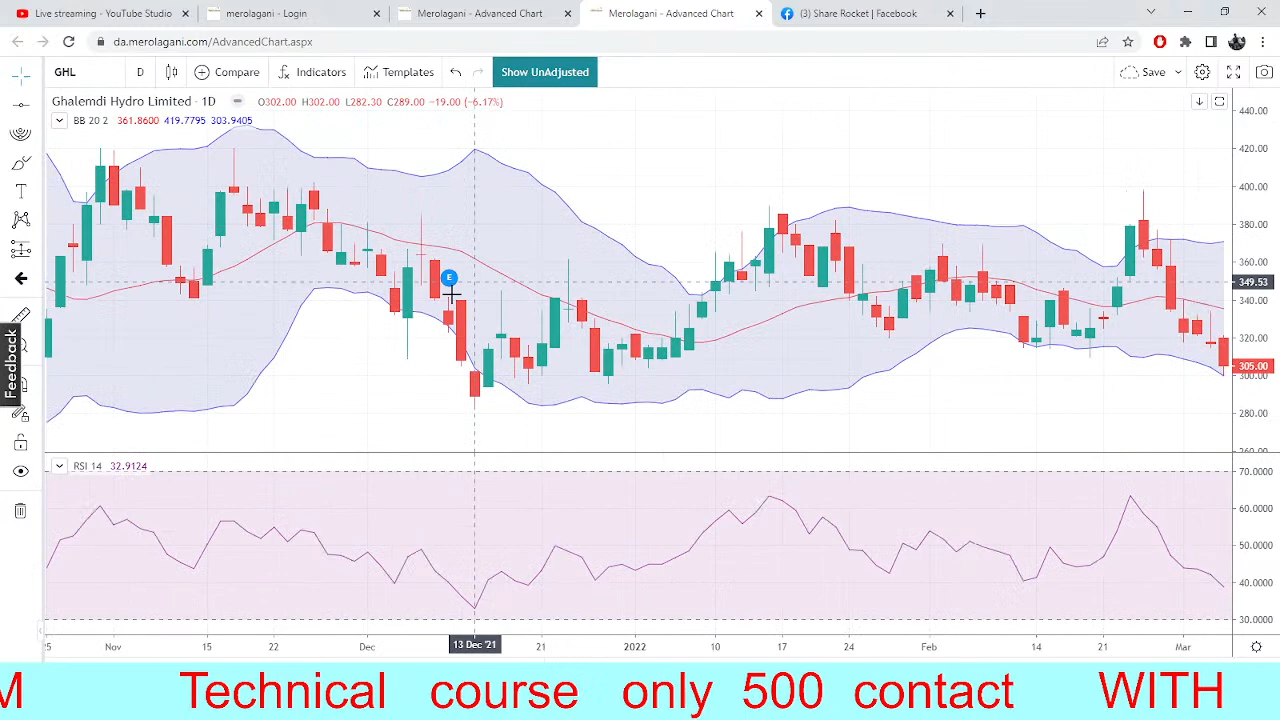 Live streaming - YouTube Studio
merolagani - Login
Merolagani - Advanced Chart
Merolagani - Advanced Chart
(3) Share Rocket | Facebook
da.merolagani.com/AdvancedChart.aspx
GHL
D
Compare
Indicators
Templates
Show UnAdjusted
Save
Ghalemdi Hydro Limited · 1D
O302.00 H302.00 L282.30 C289.00 −19.00 (−6.17%)
BB 20 2 361.8600 419.7795 303.9405
440.00
420.00
400.00
380.00
360.00
349.53
340.00
320.00
305.00
300.00
280.00
E
Feedback
RSI 14 32.9124
70.0000
60.0000
50.0000
40.0000
30.0000
Nov 15 22 Dec 13 Dec '21 21 2022 10 17 24 Feb 14 21 Mar
M Technical course only 500 contact WITH